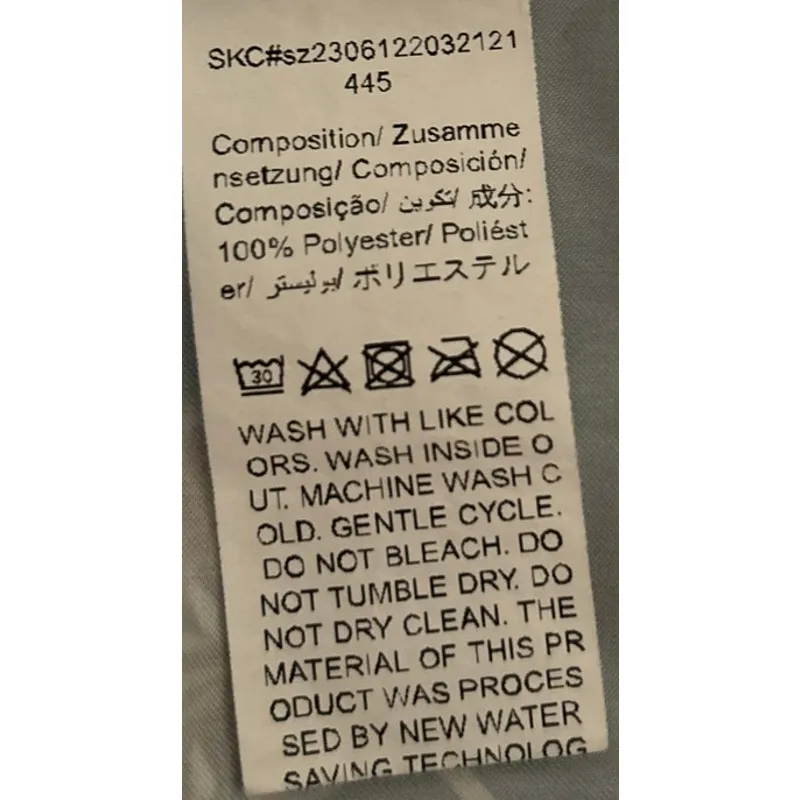 SKC#sz2306122032121
445
Composition/ Zusamme
nsetzung/ Composición/
Composição/ تكوين/ 成分:
100% Polyester/ Poliést
er/ بوليستر/ ポリエステル
30
WASH WITH LIKE COL
ORS. WASH INSIDE O
UT. MACHINE WASH C
OLD. GENTLE CYCLE.
DO NOT BLEACH. DO
NOT TUMBLE DRY. DO
NOT DRY CLEAN. THE
MATERIAL OF THIS PR
ODUCT WAS PROCES
SED BY NEW WATER
SAVING TECHNOLOG